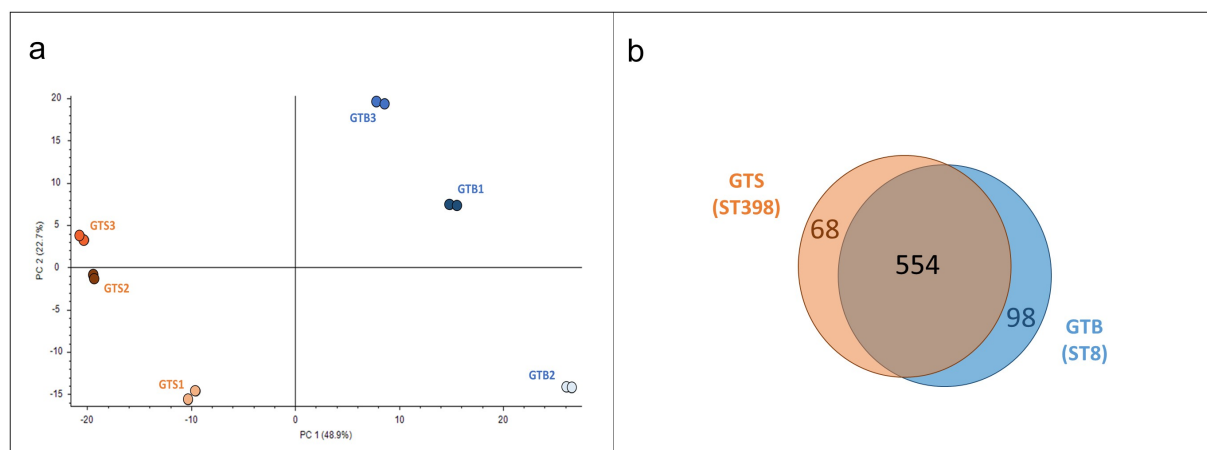 a
20
15
10
5
0
-5
-10
-15
PC 2 (22.7%)
GTB3
GTB1
GTS3
GTS2
GTS1
GTB2
-20
-10
0
10
20
PC 1 (48.9%)
b
GTS
(ST398)
68
554
98
GTB
(ST8)